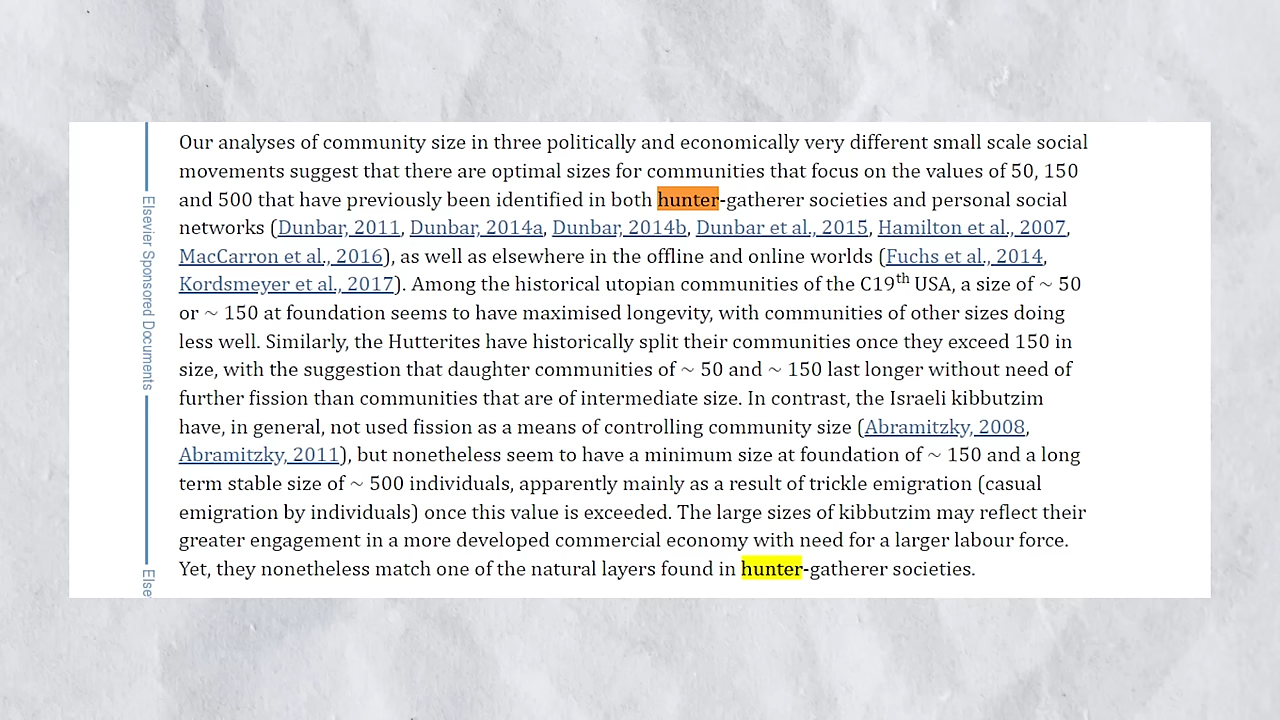 Our analyses of community size in three politically and economically very different small scale social
movements suggest that there are optimal sizes for communities that focus on the values of 50, 150
and 500 that have previously been identified in both hunter-gatherer societies and personal social
networks (Dunbar, 2011, Dunbar, 2014a, Dunbar, 2014b, Dunbar et al., 2015, Hamilton et al., 2007,
MacCarron et al., 2016), as well as elsewhere in the offline and online worlds (Fuchs et al., 2014,
Kordsmeyer et al., 2017). Among the historical utopian communities of the C19th USA, a size of ~ 50
or ~ 150 at foundation seems to have maximised longevity, with communities of other sizes doing
less well. Similarly, the Hutterites have historically split their communities once they exceed 150 in
size, with the suggestion that daughter communities of ~ 50 and ~ 150 last longer without need of
further fission than communities that are of intermediate size. In contrast, the Israeli kibbutzim
have, in general, not used fission as a means of controlling community size (Abramitzky, 2008,
Abramitzky, 2011), but nonetheless seem to have a minimum size at foundation of ~ 150 and a long
term stable size of ~ 500 individuals, apparently mainly as a result of trickle emigration (casual
emigration by individuals) once this value is exceeded. The large sizes of kibbutzim may reflect their
greater engagement in a more developed commercial economy with need for a larger labour force.
Yet, they nonetheless match one of the natural layers found in hunter-gatherer societies.
Elsevier Sponsored Documents
Else